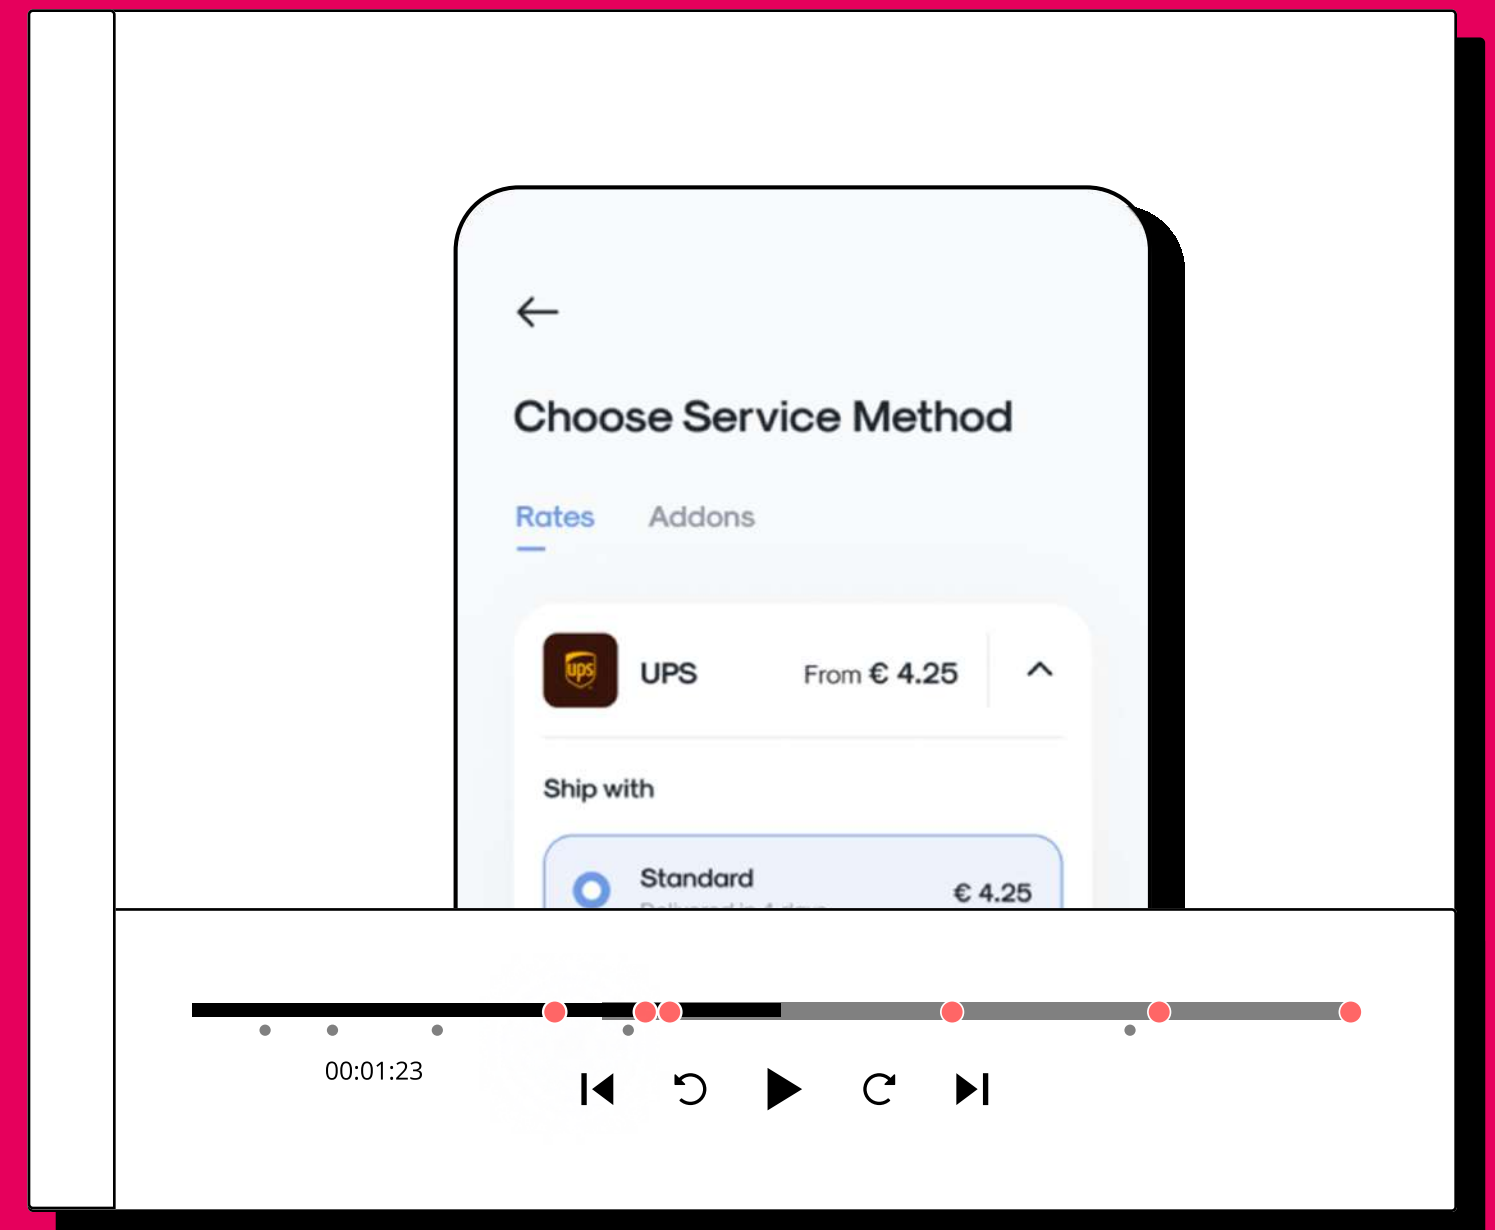 Choose Service Method
Rates Addons
ups UPS From € 4.25
Ship with
Standard
€ 4.25
00:01:23